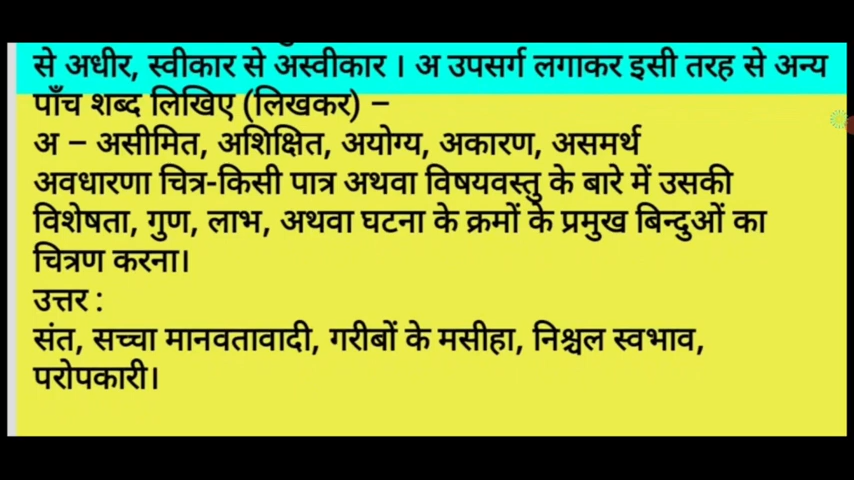 से अधीर, स्वीकार से अस्वीकार । अ उपसर्ग लगाकर इसी तरह से अन्य
पाँच शब्द लिखिए (लिखकर) –
अ – असीमित, अशिक्षित, अयोग्य, अकारण, असमर्थ
अवधारणा चित्र-किसी पात्र अथवा विषयवस्तु के बारे में उसकी
विशेषता, गुण, लाभ, अथवा घटना के क्रमों के प्रमुख बिन्दुओं का
चित्रण करना।
उत्तर :
संत, सच्चा मानवतावादी, गरीबों के मसीहा, निश्चल स्वभाव,
परोपकारी।